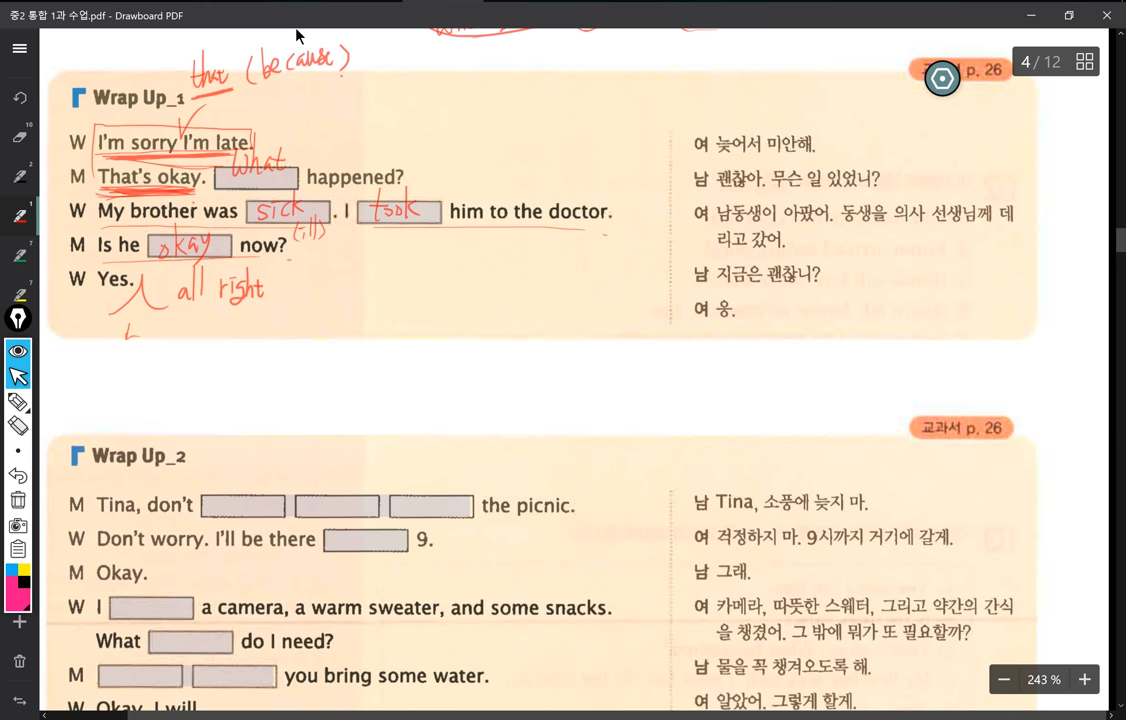 중2 통합 1과 수업.pdf - Drawboard PDF
that (because)
p. 26
4 / 12
Wrap Up_1
W I'm sorry I'm late.
M That's okay. What happened?
W My brother was sick. I took him to the doctor.
(ill)
M Is he okay now?
W Yes.
all right
여 늦어서 미안해.
남 괜찮아. 무슨 일 있었니?
여 남동생이 아팠어. 동생을 의사 선생님께 데
리고 갔어.
남 지금은 괜찮니?
여 응.
교과서 p. 26
Wrap Up_2
M Tina, don't the picnic.
W Don't worry. I'll be there 9.
M Okay.
W I a camera, a warm sweater, and some snacks.
What do I need?
M you bring some water.
W Okay, I will.
남 Tina, 소풍에 늦지 마.
여 걱정하지 마. 9시까지 거기에 갈게.
남 그래.
여 카메라, 따뜻한 스웨터, 그리고 약간의 간식
을 챙겼어. 그 밖에 뭐가 또 필요할까?
남 물을 꼭 챙겨오도록 해.
여 알았어. 그렇게 할게.
243 %